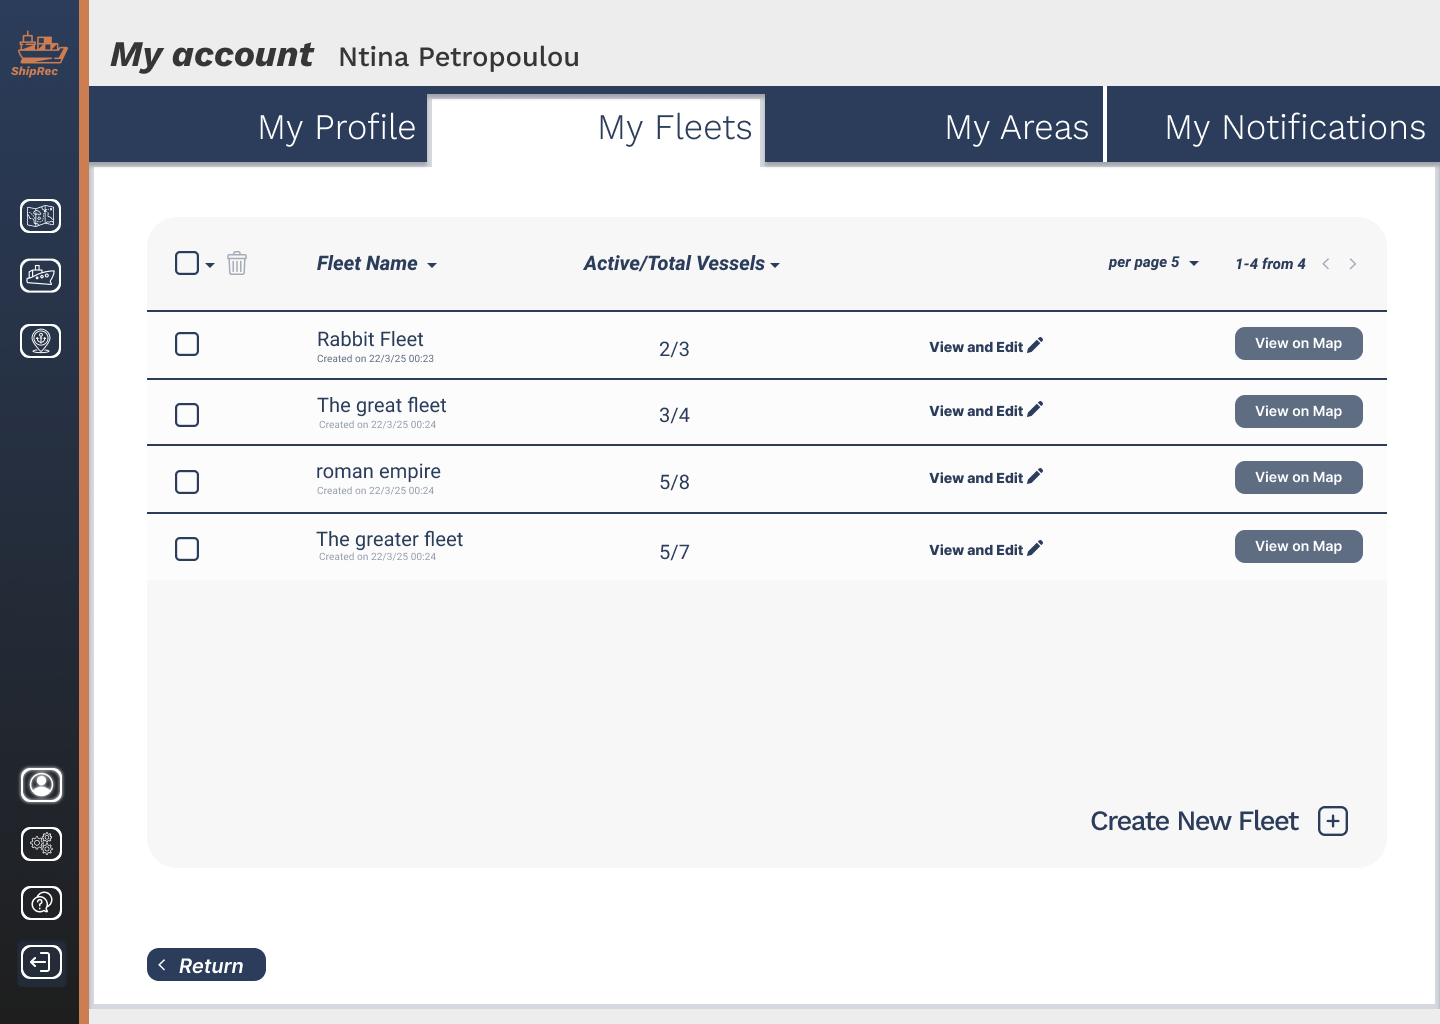 ShipRec
My account Ntina Petropoulou
My Profile
My Fleets
My Areas
My Notifications
Fleet Name
Active/Total Vessels
per page 5
1-4 from 4
Rabbit Fleet
Created on 22/3/25 00:23
2/3
View and Edit
View on Map
The great fleet
Created on 22/3/25 00:24
3/4
View and Edit
View on Map
roman empire
Created on 22/3/25 00:24
5/8
View and Edit
View on Map
The greater fleet
Created on 22/3/25 00:24
5/7
View and Edit
View on Map
Create New Fleet
Return